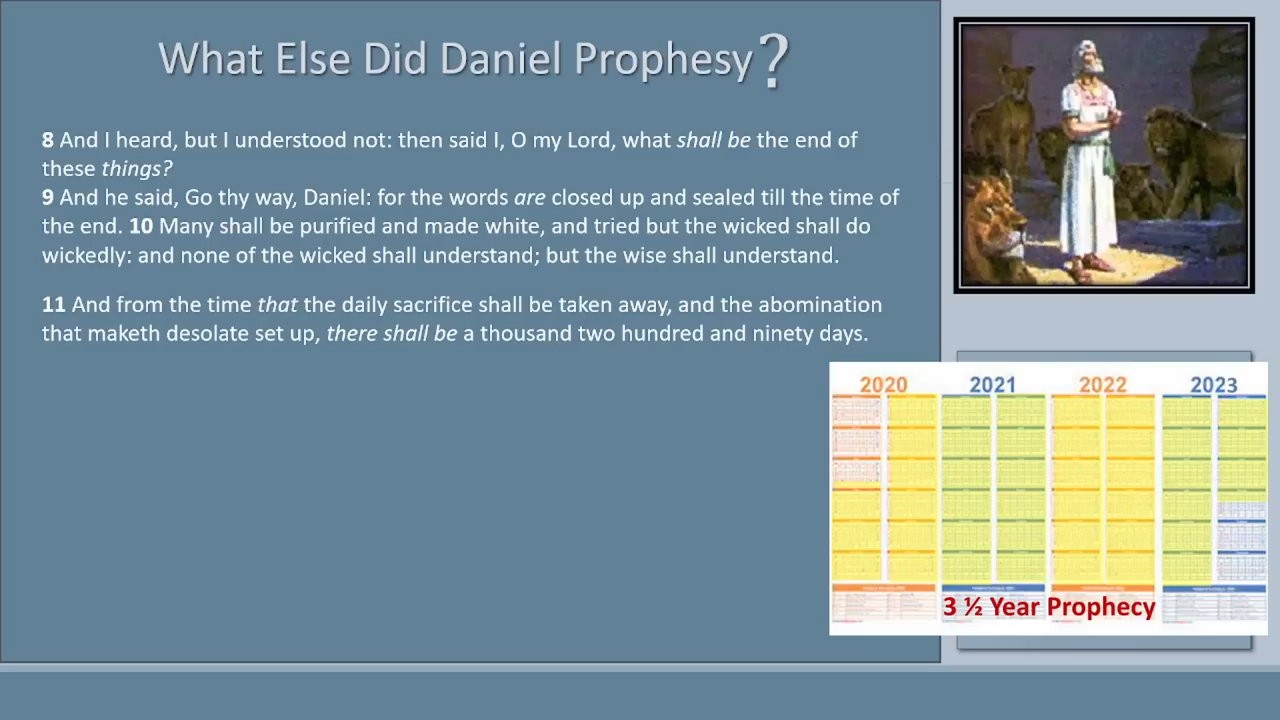 What Else Did Daniel Prophesy?
8 And I heard, but I understood not: then said I, O my Lord, what shall be the end of
these things?
9 And he said, Go thy way, Daniel: for the words are closed up and sealed till the time of
the end. 10 Many shall be purified and made white, and tried but the wicked shall do
wickedly: and none of the wicked shall understand; but the wise shall understand.
11 And from the time that the daily sacrifice shall be taken away, and the abomination
that maketh desolate set up, there shall be a thousand two hundred and ninety days.
2020 2021 2022 2023
3 ½ Year Prophecy